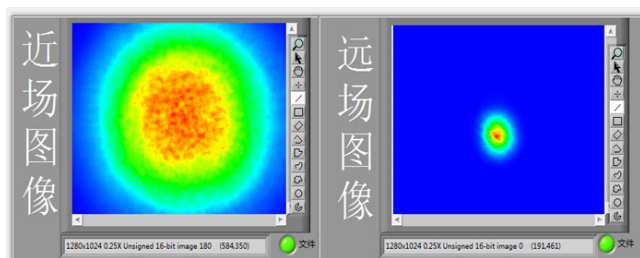 近场图像
1280x1024 0.25X Unsigned 16-bit image 180 (584,350)
文件
远场图像
1280x1024 0.25X Unsigned 16-bit image 0 (191,461)
文件